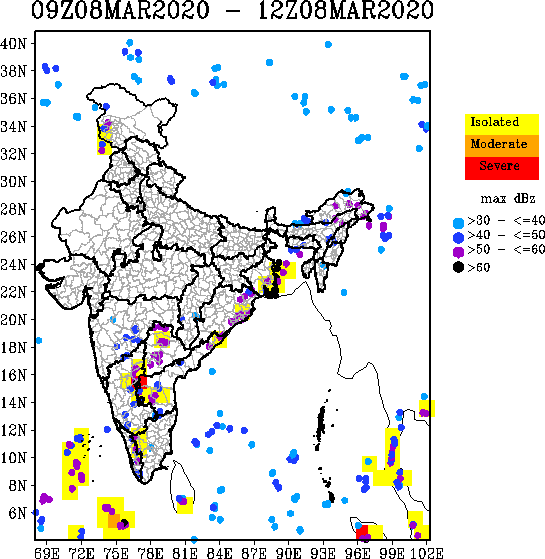 09Z08MAR2020 - 12Z08MAR2020
40N
38N
36N
34N
32N
30N
28N
26N
24N
22N
20N
18N
16N
14N
12N
10N
8N
6N
69E 72E 75E 78E 81E 84E 87E 90E 93E 96E 99E 102E
Isolated
Moderate
Severe
max dBz
>30 - <=40
>40 - <=50
>50 - <=60
>60